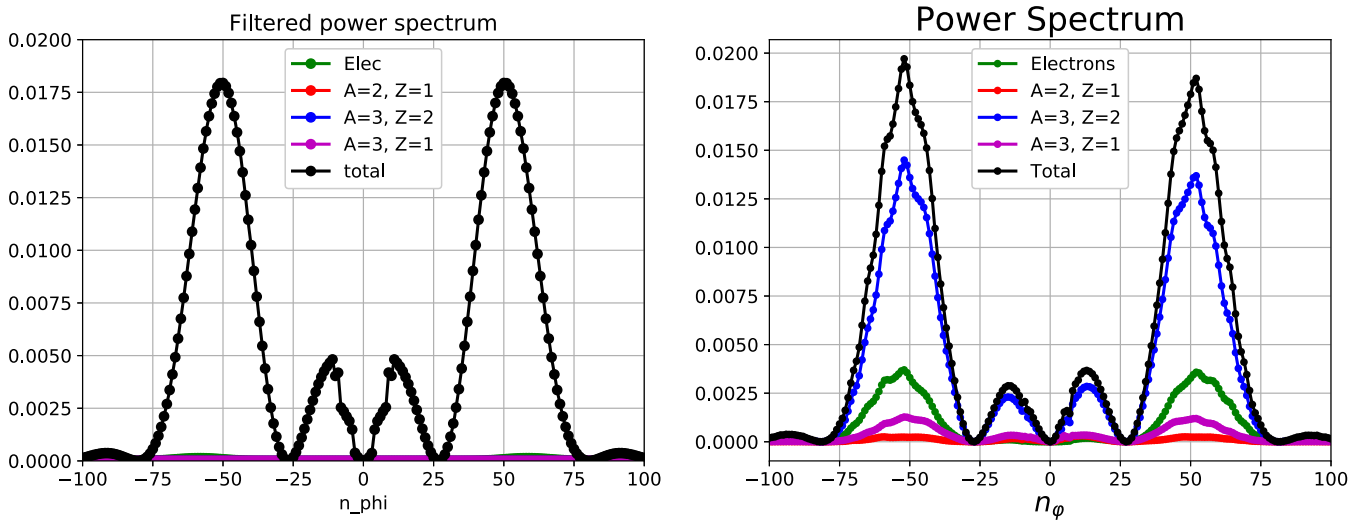 Filtered power spectrum
0.0200
0.0175
0.0150
0.0125
0.0100
0.0075
0.0050
0.0025
0.0000
Elec
A=2, Z=1
A=3, Z=2
A=3, Z=1
total
−100 −75 −50 −25 0 25 50 75 100
n_phi
Power Spectrum
0.0200
0.0175
0.0150
0.0125
0.0100
0.0075
0.0050
0.0025
0.0000
Electrons
A=2, Z=1
A=3, Z=2
A=3, Z=1
Total
−100 −75 −50 −25 0 25 50 75 100
nφ